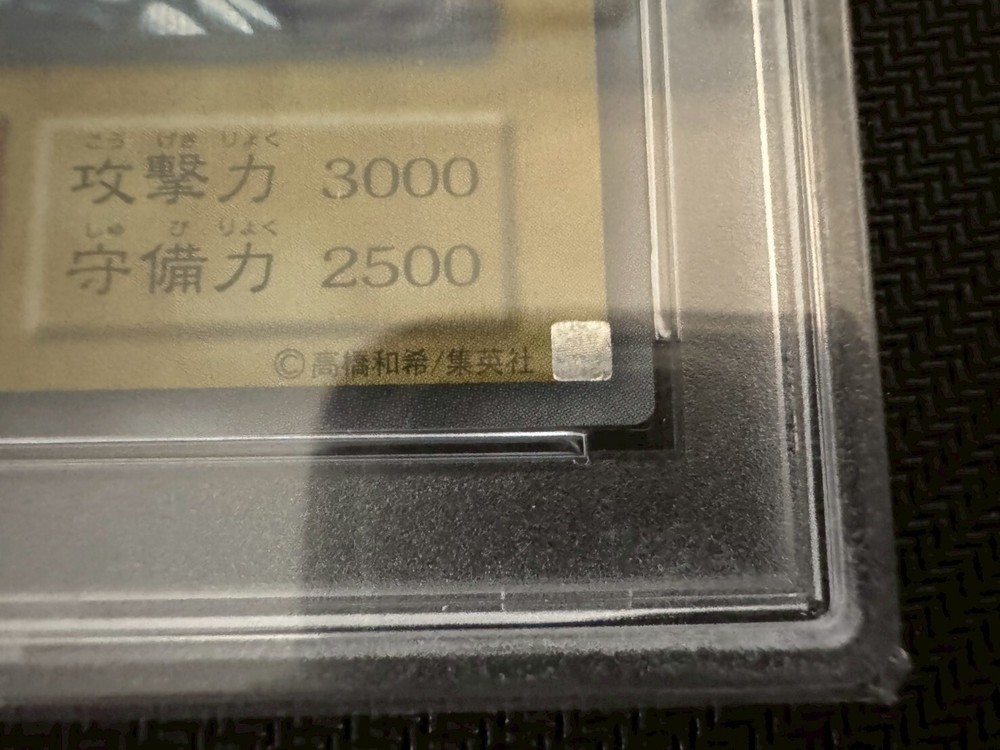 こう げき りょく
攻撃力 3000
しゅ び りょく
守備力 2500
©高橋和希/集英社